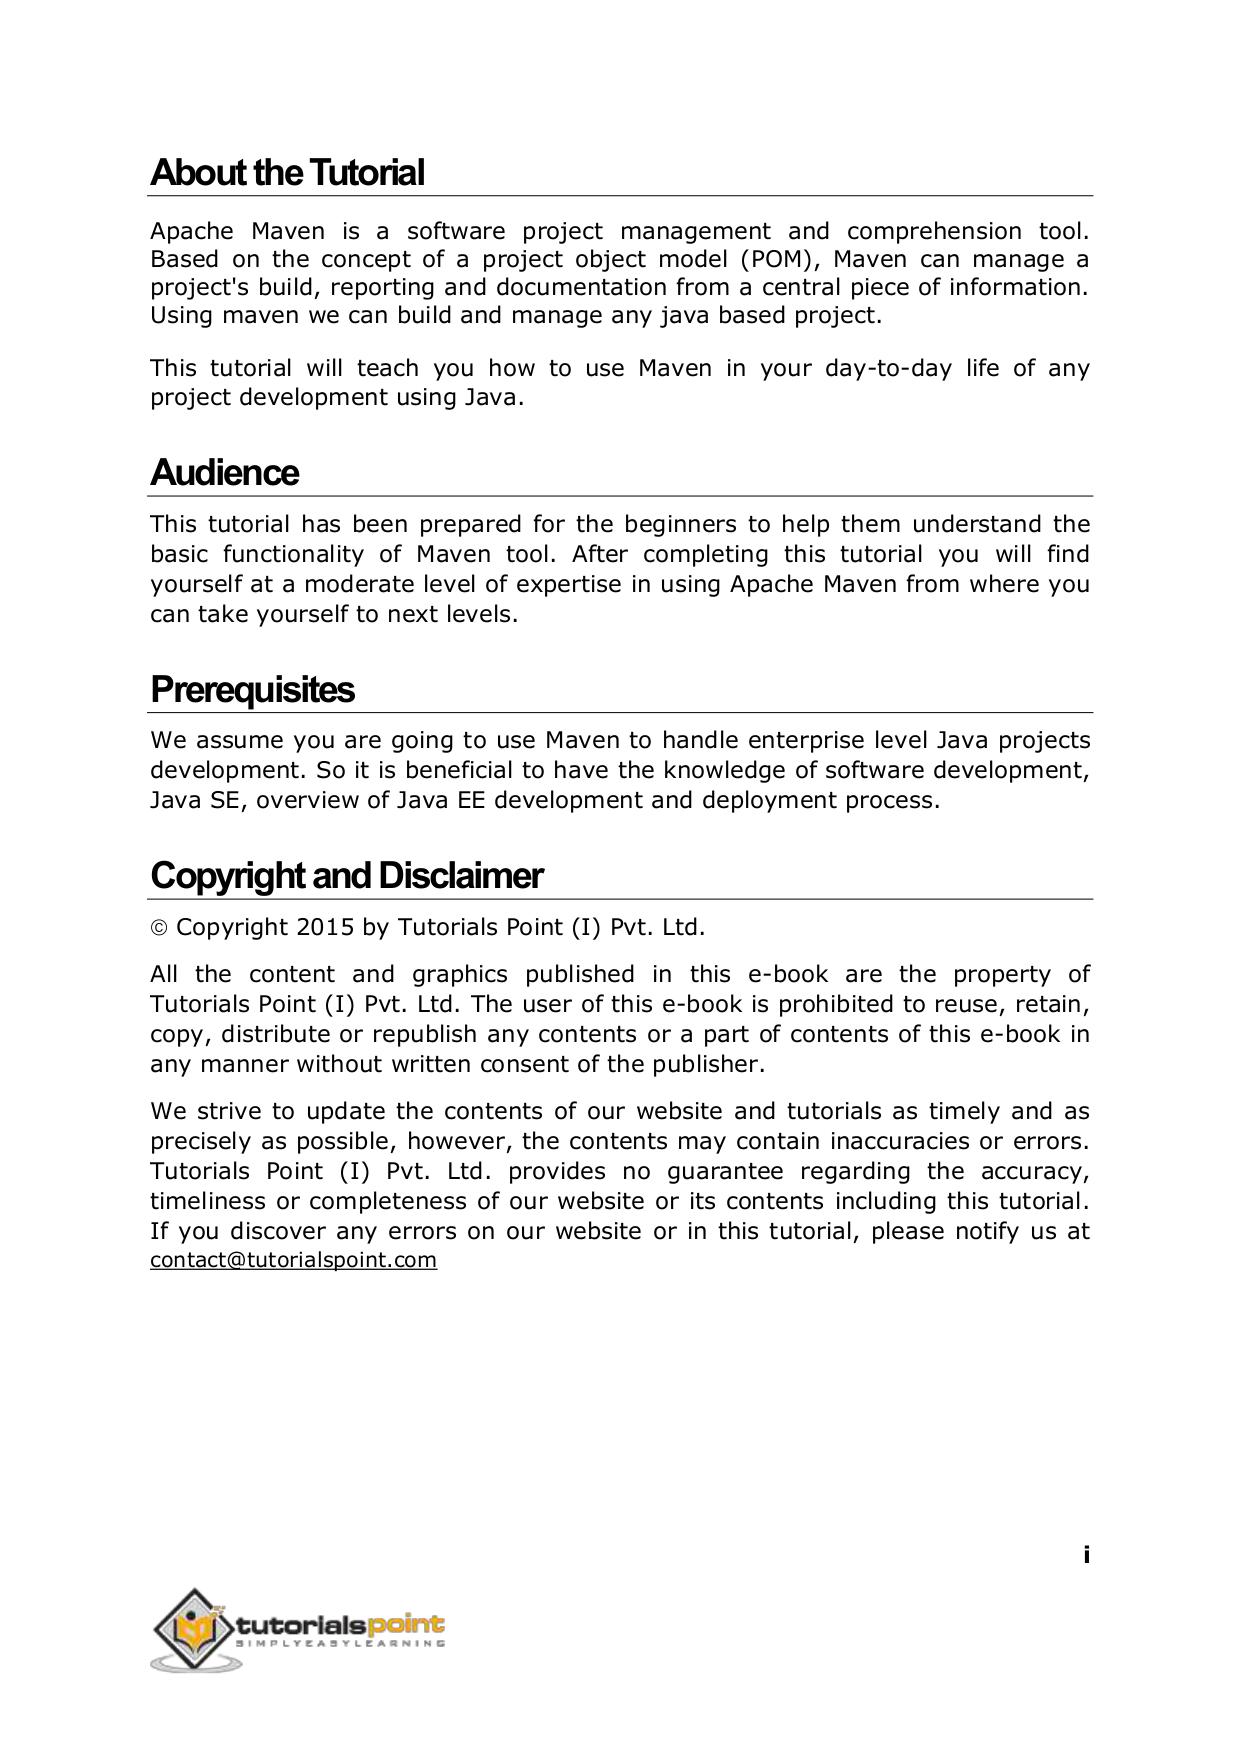 About the Tutorial
Apache Maven is a software project management and comprehension tool.
Based on the concept of a project object model (POM), Maven can manage a
project's build, reporting and documentation from a central piece of information.
Using maven we can build and manage any java based project.
This tutorial will teach you how to use Maven in your day-to-day life of any
project development using Java.
Audience
This tutorial has been prepared for the beginners to help them understand the
basic functionality of Maven tool. After completing this tutorial you will find
yourself at a moderate level of expertise in using Apache Maven from where you
can take yourself to next levels.
Prerequisites
We assume you are going to use Maven to handle enterprise level Java projects
development. So it is beneficial to have the knowledge of software development,
Java SE, overview of Java EE development and deployment process.
Copyright and Disclaimer
© Copyright 2015 by Tutorials Point (I) Pvt. Ltd.
All the content and graphics published in this e-book are the property of
Tutorials Point (I) Pvt. Ltd. The user of this e-book is prohibited to reuse, retain,
copy, distribute or republish any contents or a part of contents of this e-book in
any manner without written consent of the publisher.
We strive to update the contents of our website and tutorials as timely and as
precisely as possible, however, the contents may contain inaccuracies or errors.
Tutorials Point (I) Pvt. Ltd. provides no guarantee regarding the accuracy,
timeliness or completeness of our website or its contents including this tutorial.
If you discover any errors on our website or in this tutorial, please notify us at
contact@tutorialspoint.com
i
tutorialspoint
SIMPLYEASYLEARNING